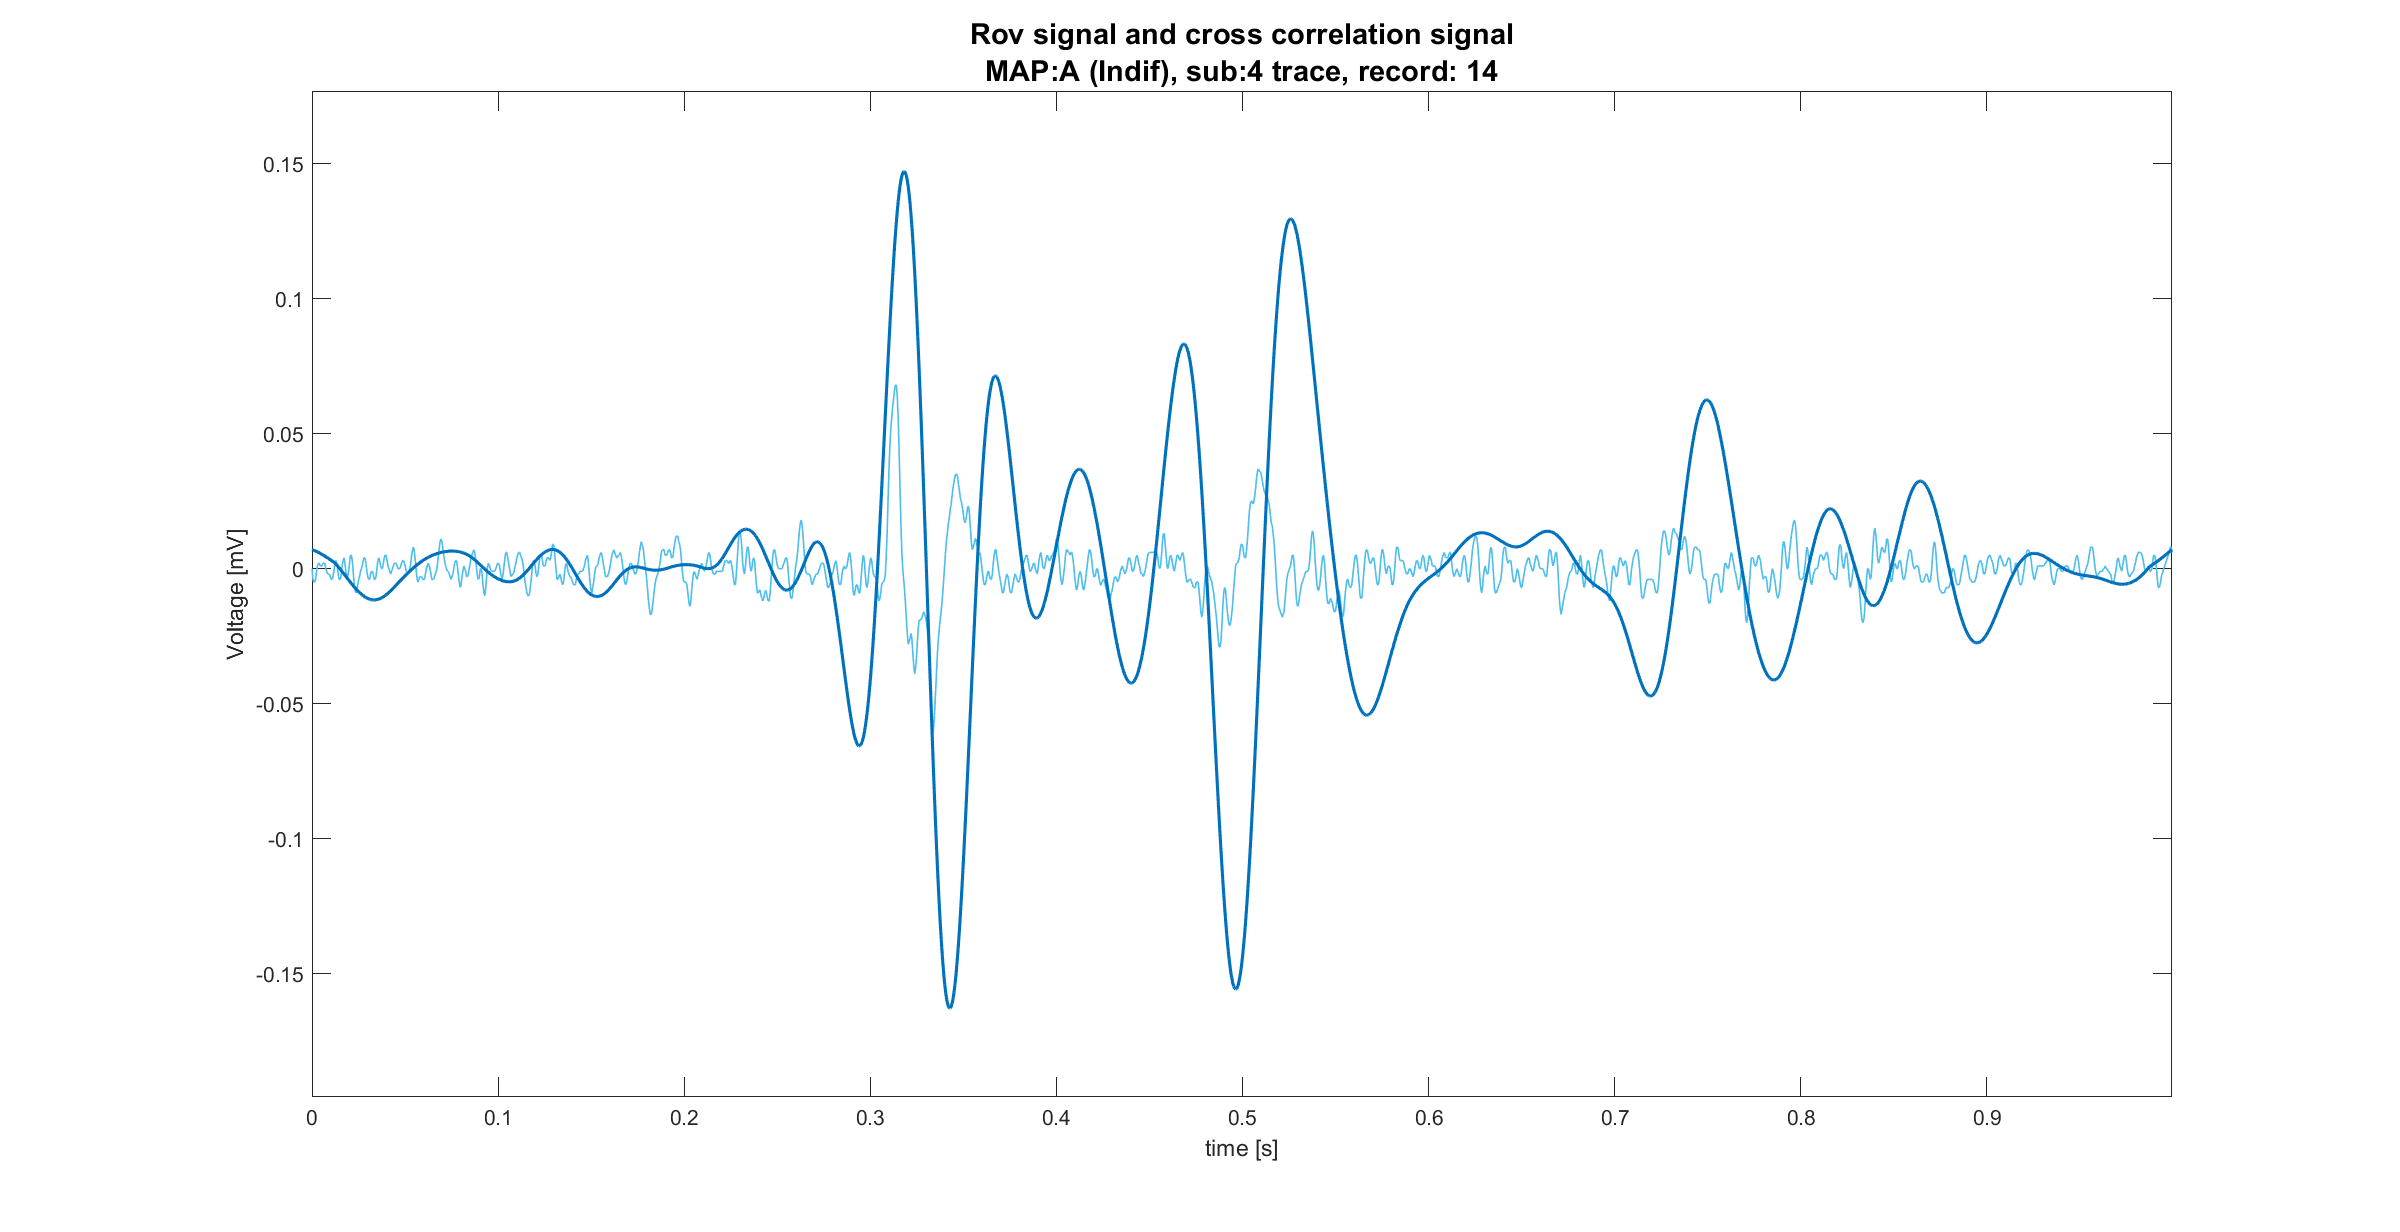 Rov signal and cross correlation signal
MAP:A (Indif), sub:4 trace, record: 14
Voltage [mV]
0.15
0.1
0.05
0
-0.05
-0.1
-0.15
0 0.1 0.2 0.3 0.4 0.5 0.6 0.7 0.8 0.9
time [s]